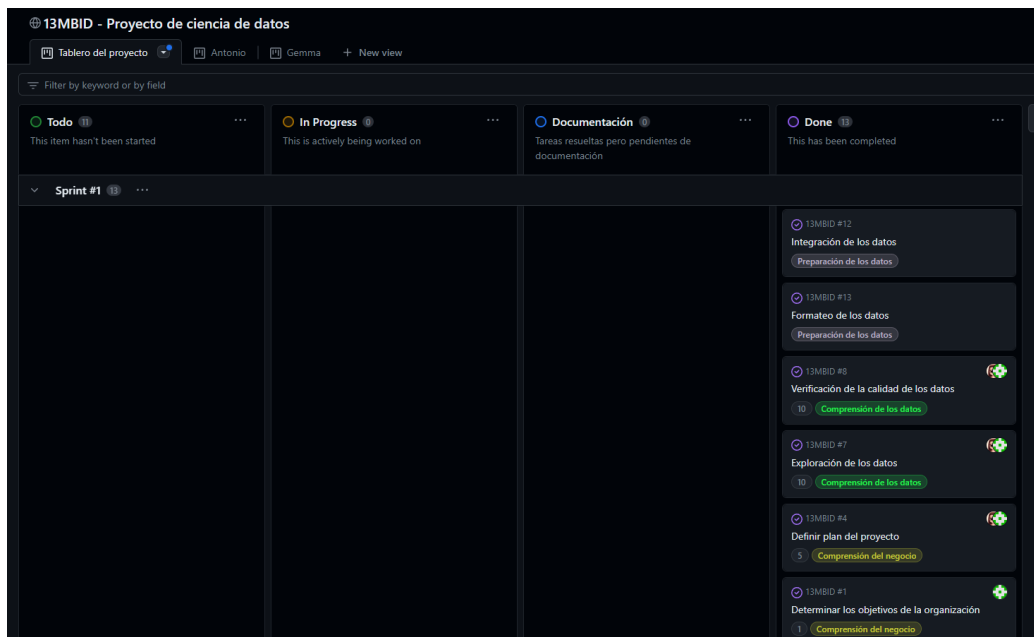 13MBID - Proyecto de ciencia de datos
Tablero del proyecto
Antonio
Gemma
+ New view
Filter by keyword or by field
Todo 11
This item hasn't been started
In Progress 0
This is actively being worked on
Documentación 0
Tareas resueltas pero pendientes de
documentación
Done 13
This has been completed
Sprint #1 13
13MBID #12
Integración de los datos
Preparación de los datos
13MBID #13
Formateo de los datos
Preparación de los datos
13MBID #8
Verificación de la calidad de los datos
10 Comprensión de los datos
13MBID #7
Exploración de los datos
10 Comprensión de los datos
13MBID #4
Definir plan del proyecto
5 Comprensión del negocio
13MBID #1
Determinar los objetivos de la organización
1 Comprensión del negocio